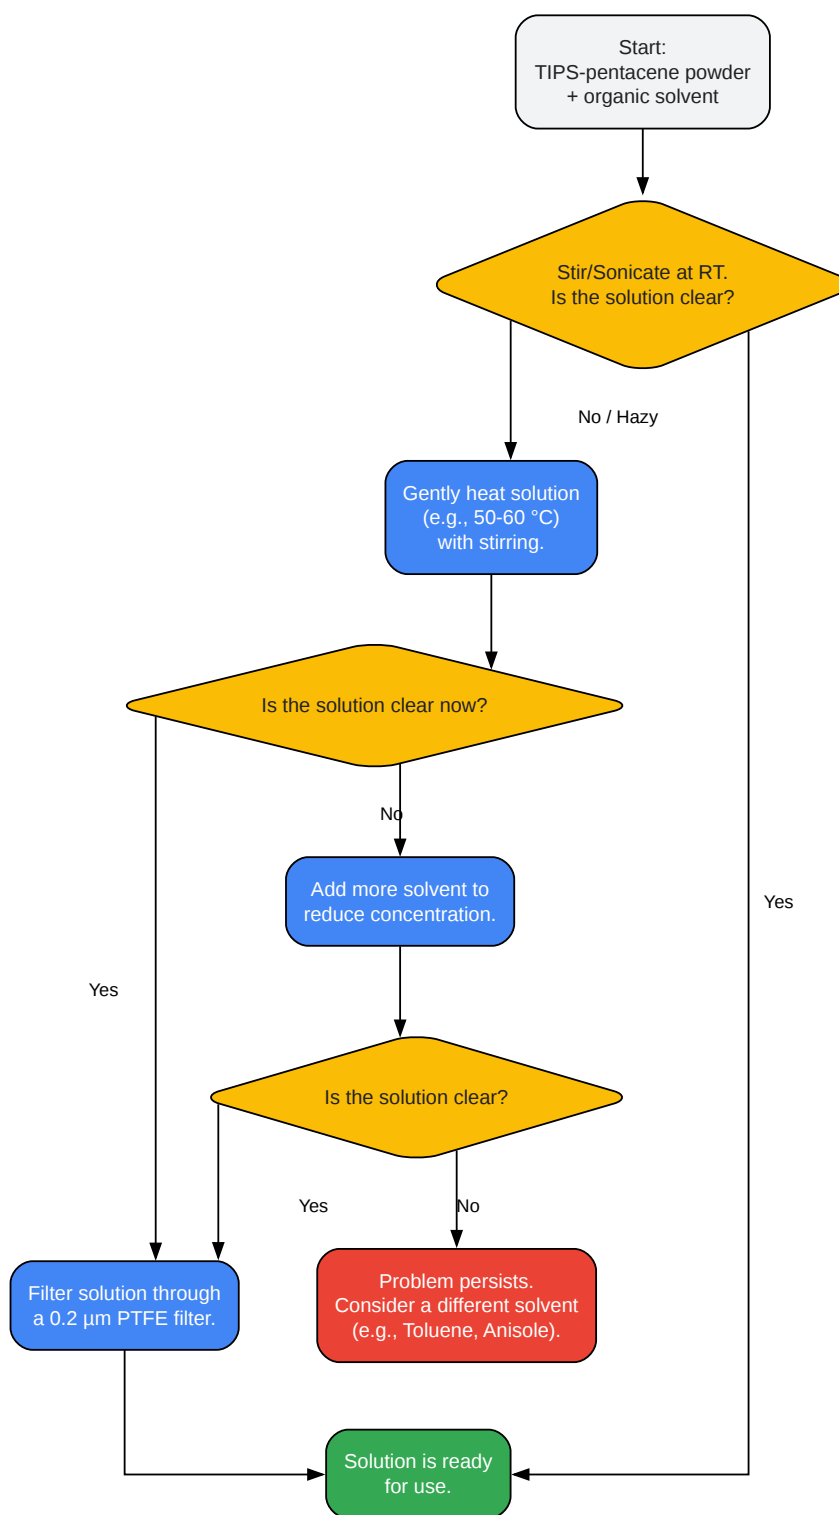 Start:
TIPS-pentacene powder
+ organic solvent
Stir/Sonicate at RT.
Is the solution clear?
No / Hazy
Gently heat solution
(e.g., 50-60 °C)
with stirring.
Is the solution clear now?
No
Add more solvent to
reduce concentration.
Yes
Yes
Is the solution clear?
Yes
No
Filter solution through
a 0.2 µm PTFE filter.
Problem persists.
Consider a different solvent
(e.g., Toluene, Anisole).
Solution is ready
for use.